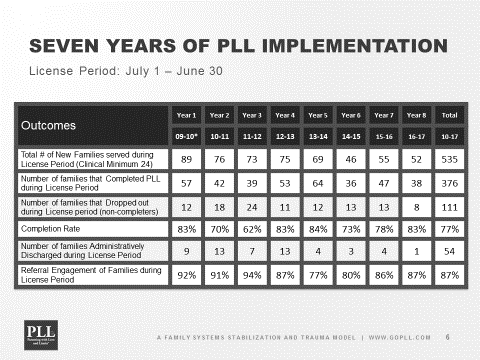 SEVEN YEARS OF PLL IMPLEMENTATION
License Period: July 1 – June 30
Outcomes Year 1 Year 2 Year 3 Year 4 Year 5 Year 6 Year 7 Year 8 Total
09-10* 10-11 11-12 12-13 13-14 14-15 15-16 16-17 10-17
Total # of New Families served during
License Period (Clinical Minimum 24) 89 76 73 75 69 46 55 52 535
Number of families that Completed PLL
during License Period 57 42 39 53 64 36 47 38 376
Number of families that Dropped out
during License period (non-completers) 12 18 24 11 12 13 13 8 111
Completion Rate 83% 70% 62% 83% 84% 73% 78% 83% 77%
Number of families Administratively
Discharged during License Period 9 13 7 13 4 3 4 1 54
Referral Engagement of Families during
License Period 92% 91% 94% 87% 77% 80% 86% 87% 87%
PLL
A FAMILY SYSTEMS STABILIZATION AND TRAUMA MODEL | WWW.GOPLL.COM 6